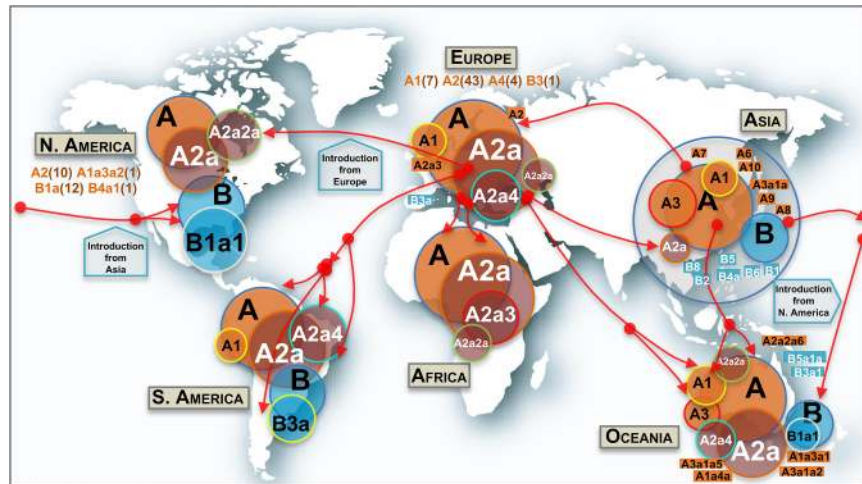 EUROPE
A1(7) A2(43) A4(4) B3(1)
N. AMERICA
A2(10) A1a3a2(1)
B1a(12) B4a1(1)
A
A2a2a
A2a
B
B1a1
Introduction
from
Asia
Introduction
from
Europe
A
A2
A1
A2a
A2a3
A2a4
A2a2a
B3a
ASIA
A7
A6
A10
A1
A3a1a
A9
A8
A3
A
B
A2a
B5
B8
B4a
B6
B1
B2
Introduction
from
N. America
A
A2a
A2a3
A2a2a
AFRICA
A
A1
A2a4
A2a
B
B3a
S. AMERICA
A2a2a6
B5a1a
B3a1
A2a2a
A1
A
A3
B
B1a1
A2a4
A2a
OCEANIA
A3a1a5
A1a4a
A1a3a1
A3a1a2